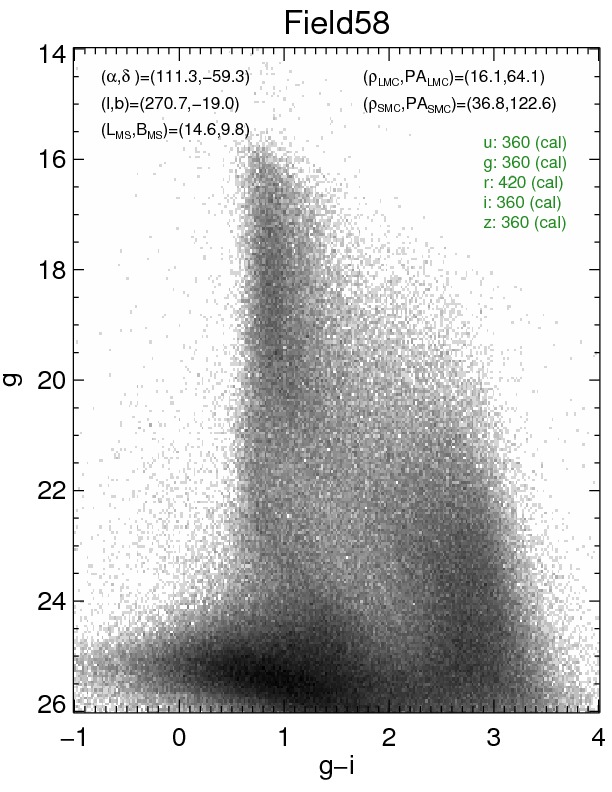 Field58
(α,δ )=(111.3,−59.3)
(l,b)=(270.7,−19.0)
(LMS,BMS)=(14.6,9.8)
(ρLMC,PALMC)=(16.1,64.1)
(ρSMC,PASMC)=(36.8,122.6)
u: 360 (cal)
g: 360 (cal)
r: 420 (cal)
i: 360 (cal)
z: 360 (cal)
14
16
18
20
22
24
26
g
−1 0 1 2 3 4
g−i